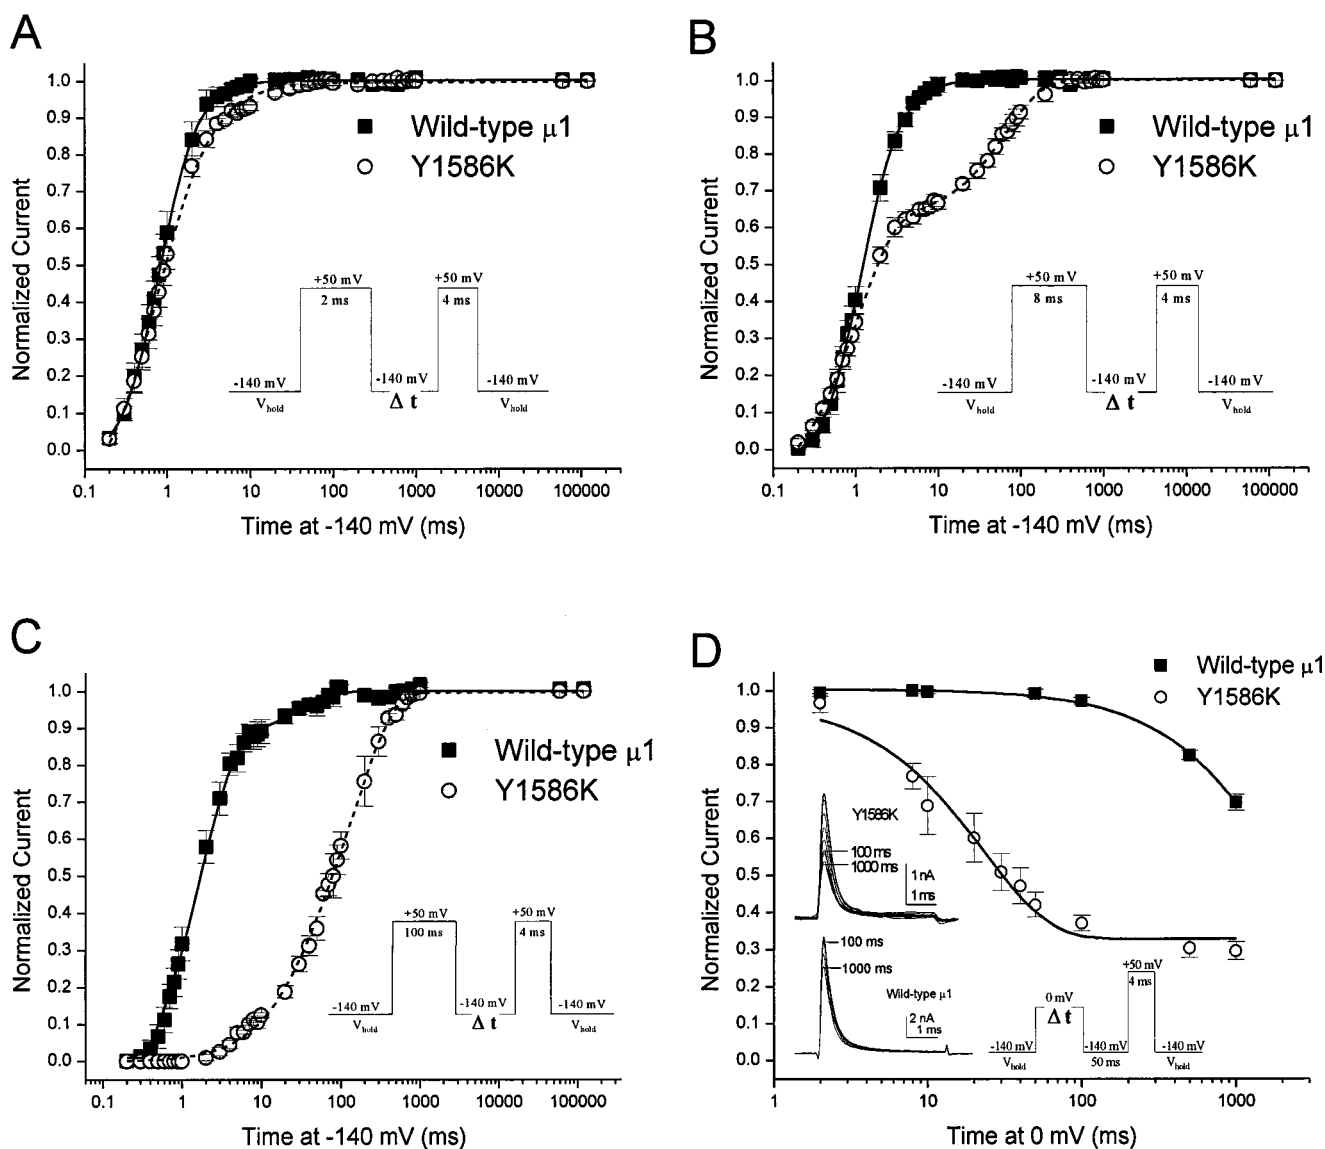 A
Normalized Current
1.0
0.9
0.8
0.7
0.6
0.5
0.4
0.3
0.2
0.1
0.0
Wild-type μ1
Y1586K
+50 mV
2 ms
+50 mV
4 ms
-140 mV
V hold
-140 mV
Δ t
-140 mV
V hold
0.1 1 10 100 1000 10000 100000
Time at -140 mV (ms)
B
Normalized Current
1.0
0.9
0.8
0.7
0.6
0.5
0.4
0.3
0.2
0.1
0.0
Wild-type μ1
Y1586K
+50 mV
8 ms
+50 mV
4 ms
-140 mV
V hold
-140 mV
Δ t
-140 mV
V hold
0.1 1 10 100 1000 10000 100000
Time at -140 mV (ms)
C
Normalized Current
1.0
0.9
0.8
0.7
0.6
0.5
0.4
0.3
0.2
0.1
0.0
Wild-type μ1
Y1586K
+50 mV
100 ms
+50 mV
4 ms
-140 mV
V hold
-140 mV
Δ t
-140 mV
V hold
0.1 1 10 100 1000 10000 100000
Time at -140 mV (ms)
D
Wild-type μ1
Y1586K
Normalized Current
1.0
0.9
0.8
0.7
0.6
0.5
0.4
0.3
0.2
0.1
0.0
Y1586K
100 ms
1000 ms
1 nA
1 ms
100 ms
1000 ms
Wild-type μ1
2 nA
1 ms
+50 mV
4 ms
0 mV
Δ t
-140 mV
V hold
-140 mV
50 ms
-140 mV
V hold
1 10 100 1000
Time at 0 mV (ms)